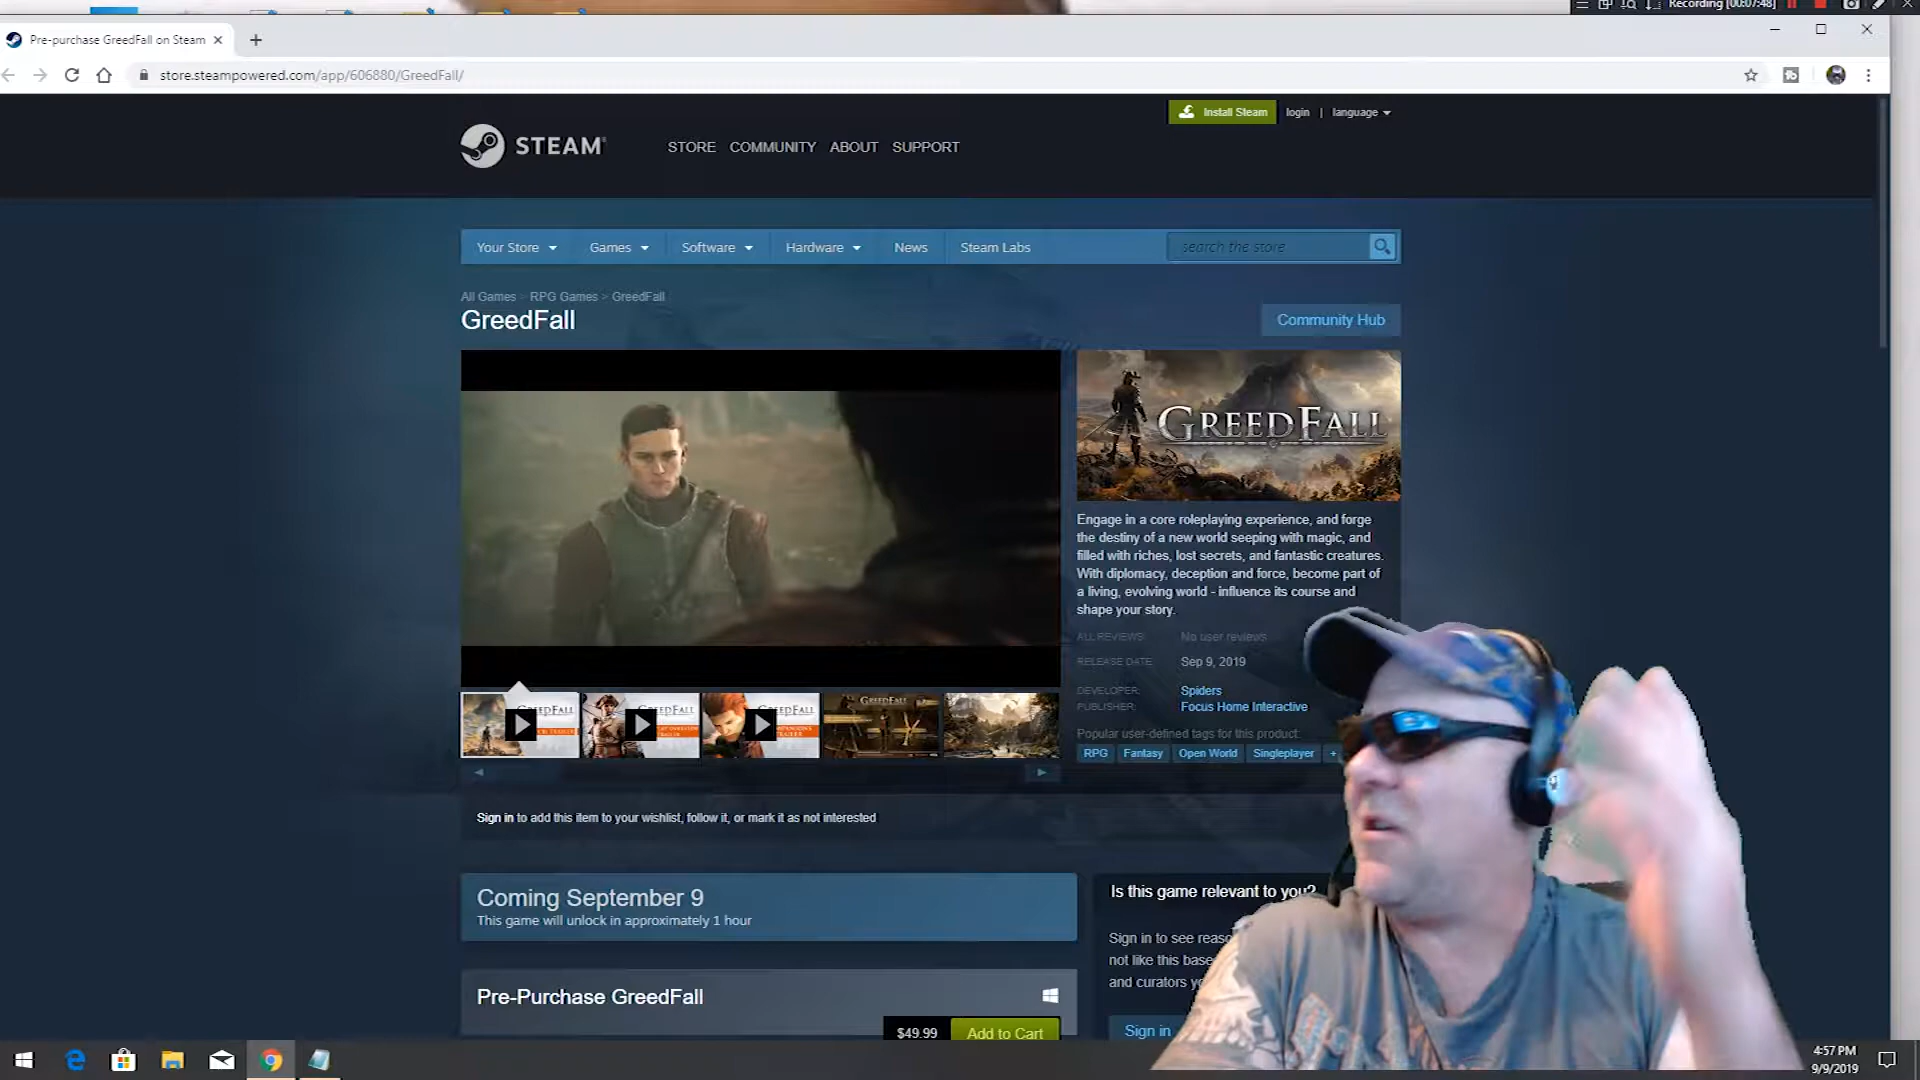 Recording [00:07:48]
Pre-purchase GreedFall on Steam
store.steampowered.com/app/606880/GreedFall/
Install Steam login | language
STEAM
STORE COMMUNITY ABOUT SUPPORT
Your Store Games Software Hardware News Steam Labs search the store
All Games > RPG Games > GreedFall
GreedFall
Community Hub
GREEDFALL
Engage in a core roleplaying experience, and forge
the destiny of a new world seeping with magic, and
filled with riches, lost secrets, and fantastic creatures.
With diplomacy, deception and force, become part of
a living, evolving world - influence its course and
shape your story.
ALL REVIEWS: No user reviews
RELEASE DATE: Sep 9, 2019
DEVELOPER: Spiders
PUBLISHER: Focus Home Interactive
Popular user-defined tags for this product:
RPG Fantasy Open World Singleplayer +
GREEDFALL
Sign in to add this item to your wishlist, follow it, or mark it as not interested
Coming September 9
This game will unlock in approximately 1 hour
Is this game relevant to you?
Sign in to see reaso
not like this base
and curators yo
Sign in
Pre-Purchase GreedFall
$49.99 Add to Cart
4:57 PM
9/9/2019